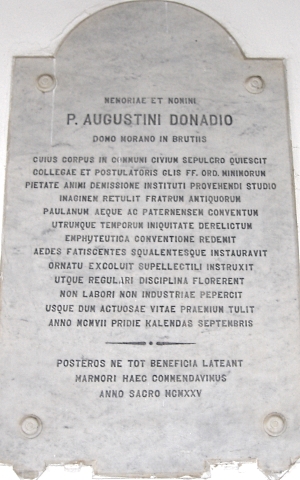 MEMORIAE ET NOMINI
P. AUGUSTINI DONADIO
DOMO MORANO IN BRUTIIS
CUIUS CORPUS IN COMMUNI CIVIUM SEPULCRO QUIESCIT
COLLEGAE ET POSTULATORIS GLIS FF. ORD. MINIMORUM
PIETATE ANIMI DEMISSIONE INSTITUTI PROVEHENDI STUDIO
IMAGINEM RETULIT FRATRUM ANTIQUORUM
PAULANUM AEQUE AC PATERNENSEM CONVENTUM
UTRUMQUE TEMPORUM INIQUITATE DERELICTUM
EMPHYTEUTICA CONVENTIONE REDEMIT
AEDES FATISCENTES SQUALENTESQUE INSTAURAVIT
ORNATU EXCOLUIT SUPELLECTILI INSTRUXIT
UTQUE REGULARI DISCIPLINA FLORERENT
NON LABORI NON INDUSTRIAE PEPERCIT
USQUE DUM ACTUOSAE VITAE PRAEMIUM TULIT
ANNO MCMVII PRIDIE KALENDAS SEPTEMBRIS
POSTEROS NE TOT BENEFICIA LATEANT
MARMORI HAEC COMMENDAVIMUS
ANNO SACRO MCMXXV